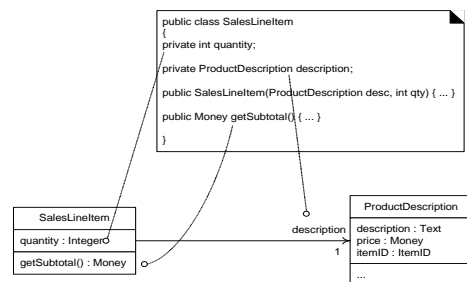 public class SalesLineItem
{
private int quantity;
private ProductDescription description;
public SalesLineItem(ProductDescription desc, int qty) { ... }
public Money getSubtotal() { ... }
}
SalesLineItem
quantity : Integer
getSubtotal() : Money
description
1
ProductDescription
description : Text
price : Money
itemID : ItemID
...